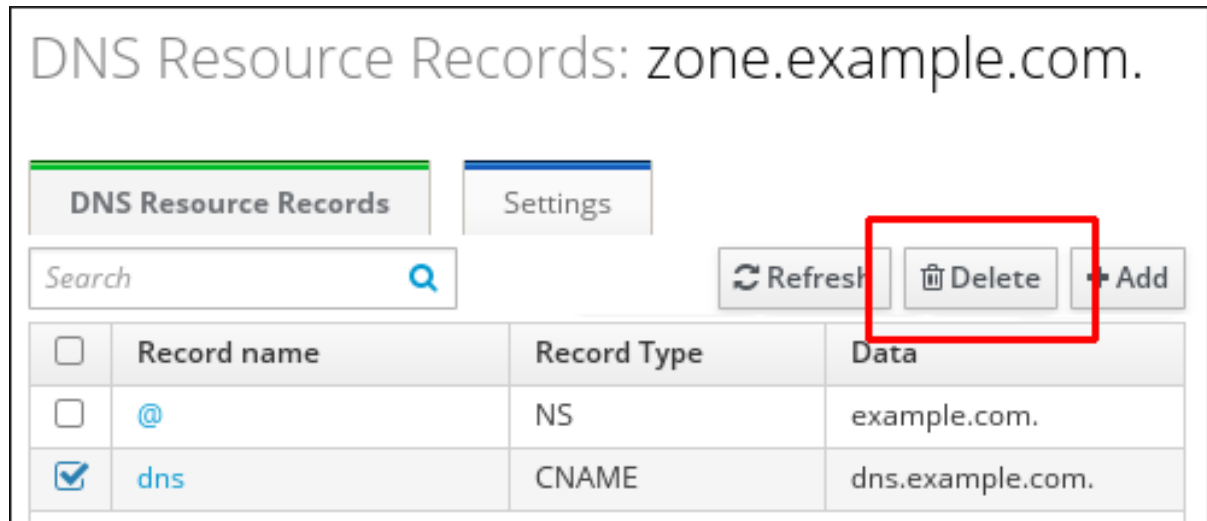 DNS Resource Records: zone.example.com.
DNS Resource Records Settings
Search Refresh Delete Add
Record name Record Type Data
@ NS example.com.
dns CNAME dns.example.com.